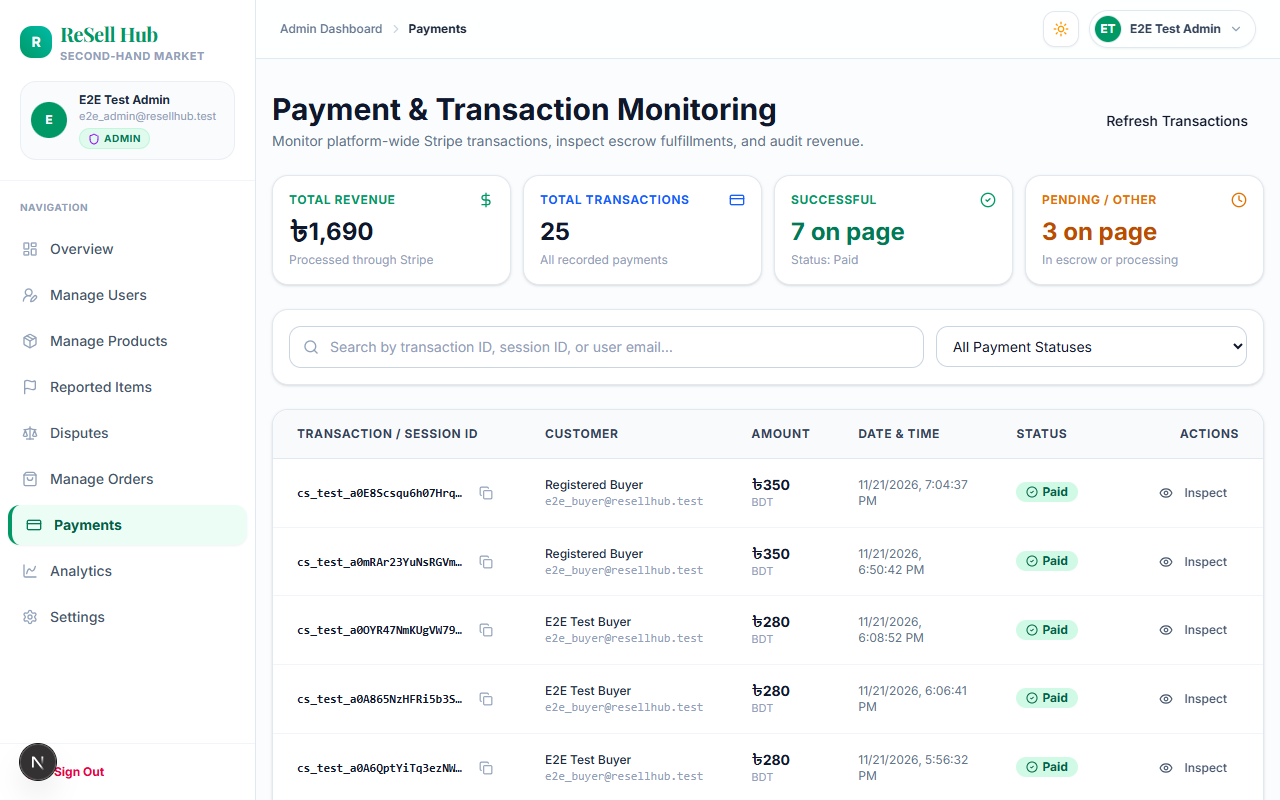 R
ReSell Hub
SECOND-HAND MARKET
E
E2E Test Admin
e2e_admin@resellhub.test
ADMIN
NAVIGATION
Overview
Manage Users
Manage Products
Reported Items
Disputes
Manage Orders
Payments
Analytics
Settings
N
Sign Out
Admin Dashboard
Payments
ET
E2E Test Admin
Payment & Transaction Monitoring
Monitor platform-wide Stripe transactions, inspect escrow fulfillments, and audit revenue.
Refresh Transactions
TOTAL REVENUE
৳1,690
Processed through Stripe
TOTAL TRANSACTIONS
25
All recorded payments
SUCCESSFUL
7 on page
Status: Paid
PENDING / OTHER
3 on page
In escrow or processing
Search by transaction ID, session ID, or user email...
All Payment Statuses
TRANSACTION / SESSION ID CUSTOMER AMOUNT DATE & TIME STATUS ACTIONS
cs_test_a0E8Scsqu6h07Hrq…
Registered Buyer
e2e_buyer@resellhub.test
৳350
BDT
11/21/2026, 7:04:37
PM
Paid
Inspect
cs_test_a0mRAr23YuNsRGVm…
Registered Buyer
e2e_buyer@resellhub.test
৳350
BDT
11/21/2026,
6:50:42 PM
Paid
Inspect
cs_test_a0OYR47NmKUgVW79…
E2E Test Buyer
e2e_buyer@resellhub.test
৳280
BDT
11/21/2026,
6:08:52 PM
Paid
Inspect
cs_test_a0A865NzHFRi5b3S…
E2E Test Buyer
e2e_buyer@resellhub.test
৳280
BDT
11/21/2026, 6:06:41
PM
Paid
Inspect
cs_test_a0A6QptYiTq3ezNW…
E2E Test Buyer
e2e_buyer@resellhub.test
৳280
BDT
11/21/2026, 5:56:32
PM
Paid
Inspect